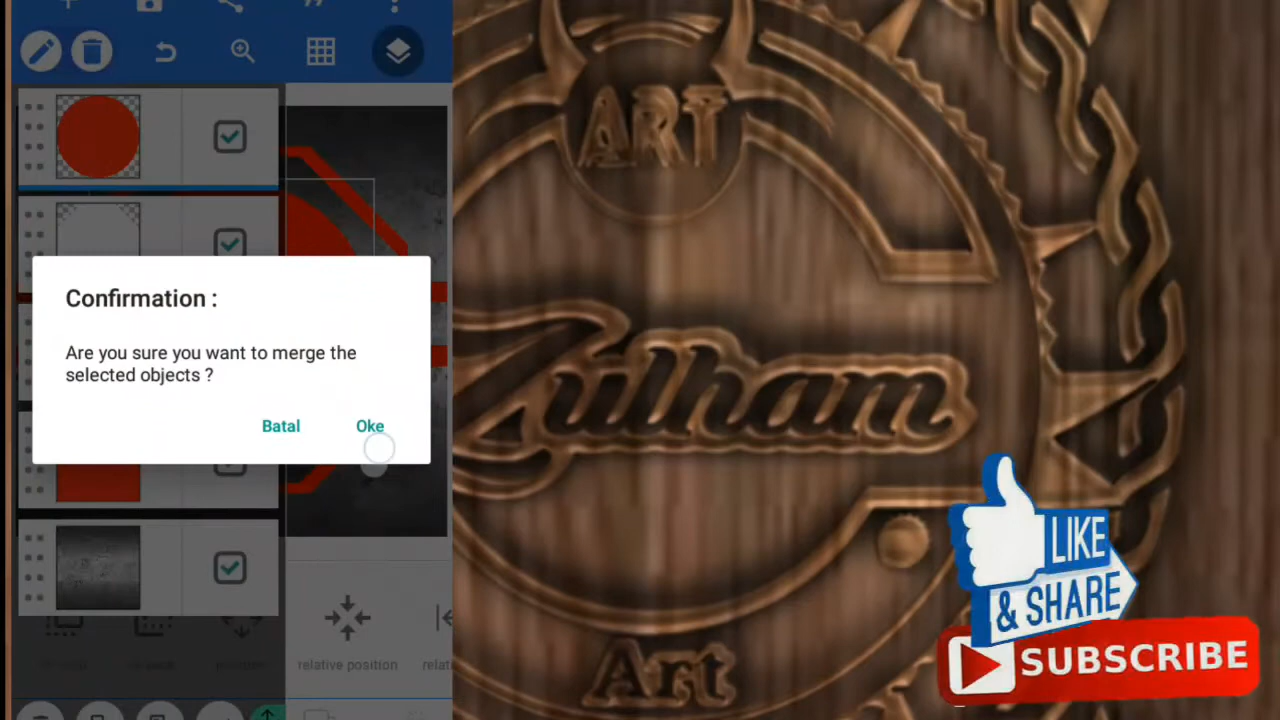 Confirmation :
Are you sure you want to merge the
selected objects ?
Batal
Oke
relative position
ART
Zulham
Art
LIKE
& SHARE
SUBSCRIBE